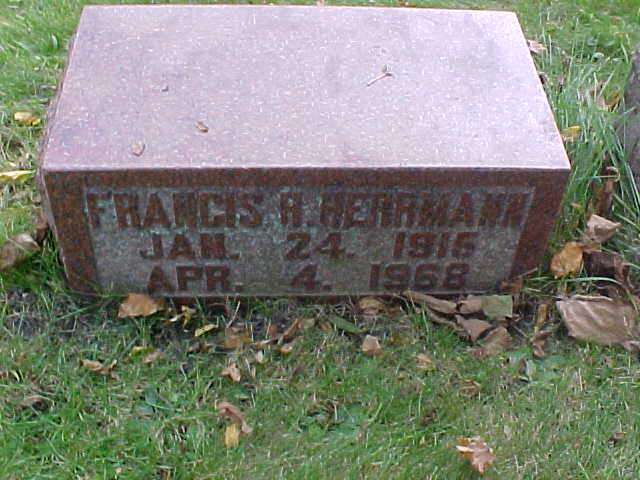 FRANCIS R. HERRMANN
JAN. 24. 1915
APR. 4. 1968